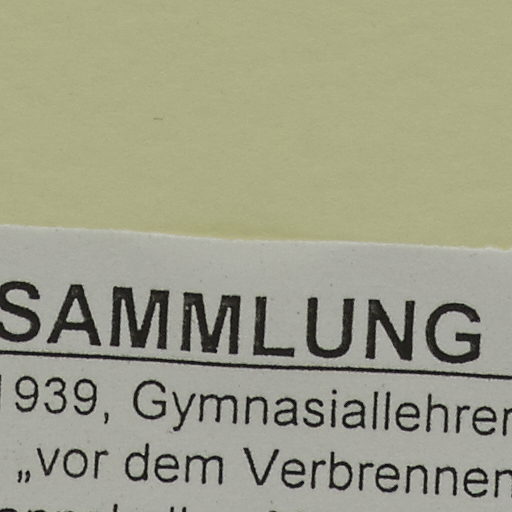 SAMMLUNG
1939, Gymnasiallehrer
„vor dem Verbrennen